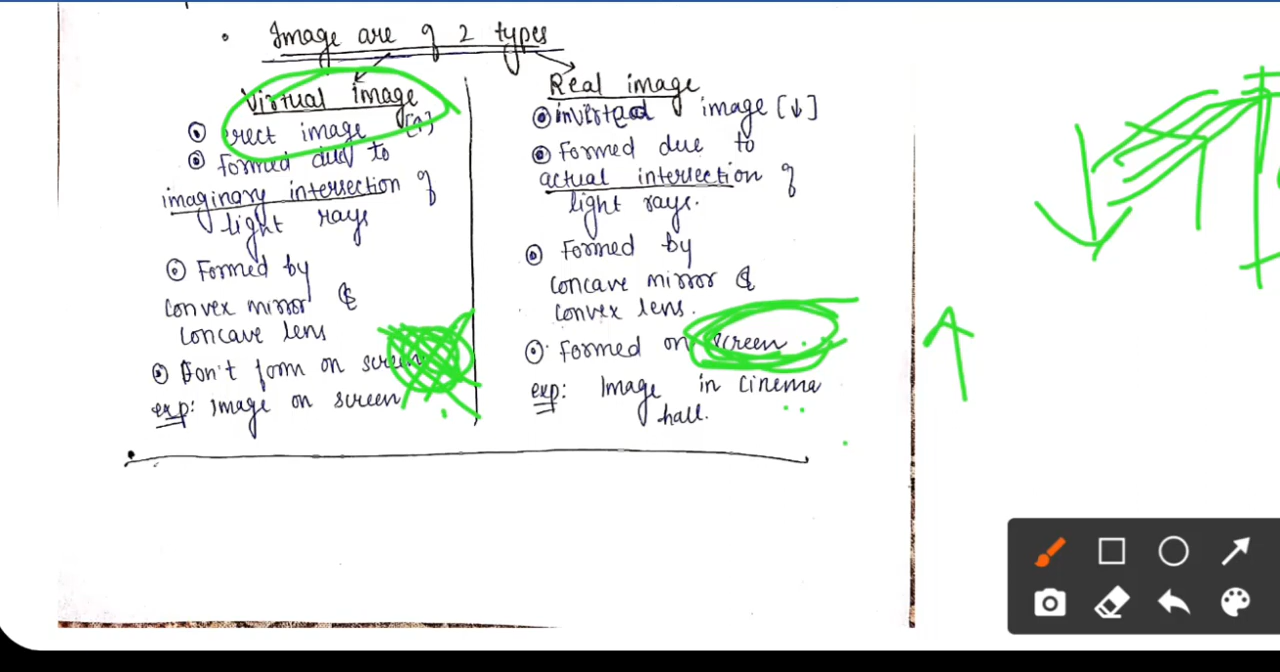 Image are of 2 types
Virtual Image
erect image [↑]
Formed due to
imaginary intersection of
light rays
Formed by
Convex mirror &
Concave lens
Don't form on screen
exp: Image on screen
Real image
invisted image [↓]
Formed due to
actual intersection of
light rays.
Formed by
Concave mirror &
Convex lens.
Formed on screen
exp: Image in cinema
hall.